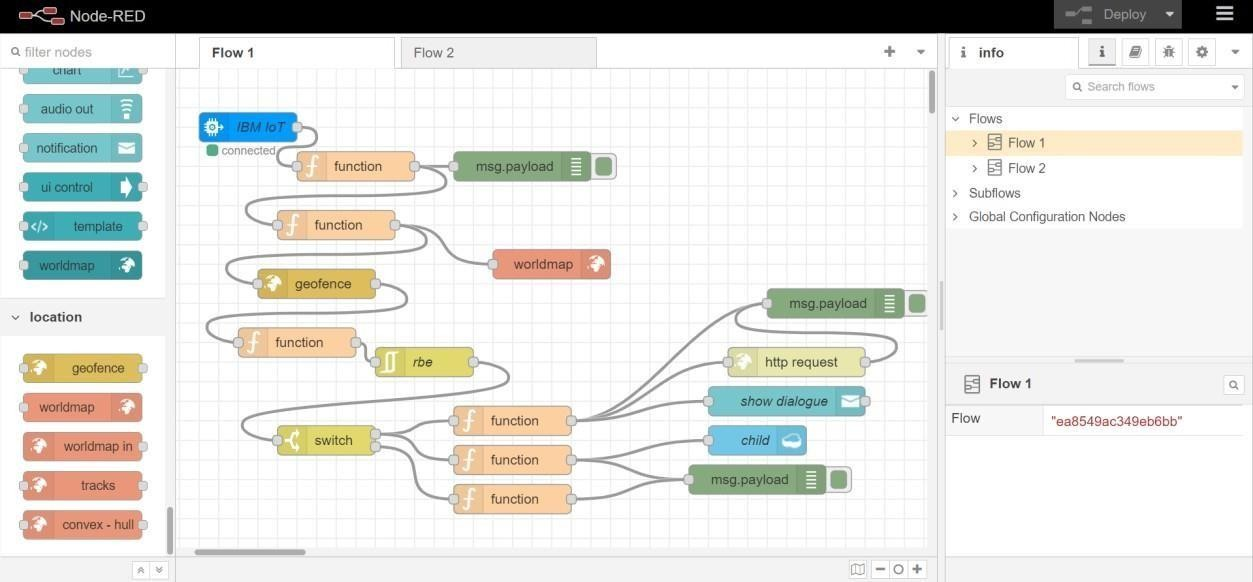 Node-RED
Deploy
filter nodes
Flow 1
Flow 2
info
chart
audio out
notification
ui control
template
worldmap
location
geofence
worldmap
worldmap in
tracks
convex - hull
IBM IoT
connected
function
msg.payload
function
worldmap
geofence
msg.payload
function
rbe
http request
show dialogue
function
switch
child
function
msg.payload
function
Search flows
Flows
Flow 1
Flow 2
Subflows
Global Configuration Nodes
Flow 1
Flow
"ea8549ac349eb6bb"